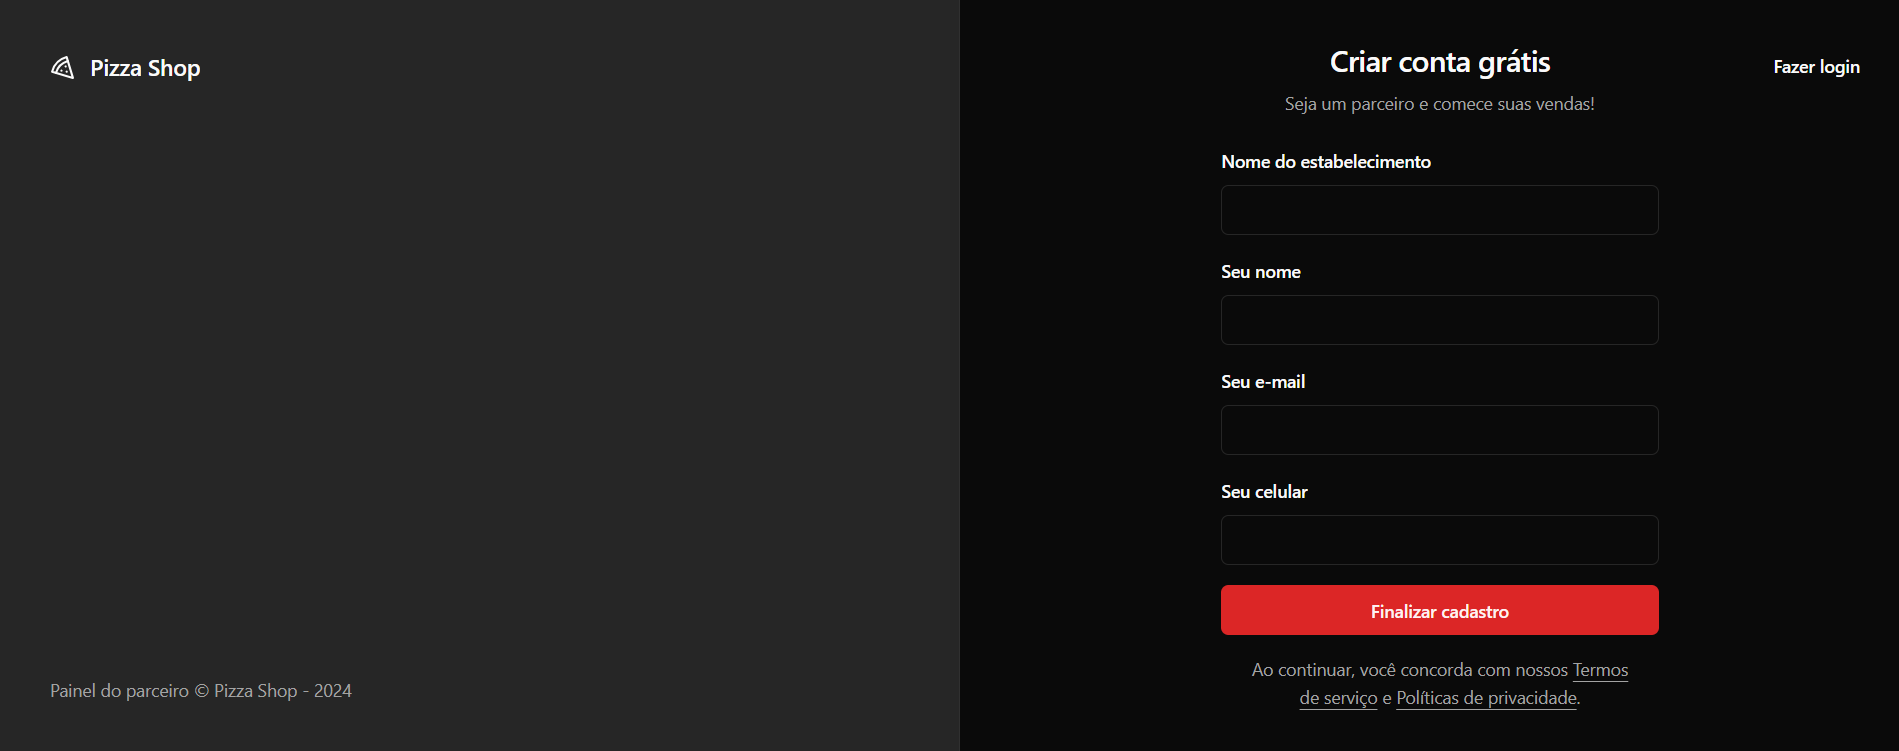 Pizza Shop
Painel do parceiro © Pizza Shop - 2024
Fazer login
Criar conta grátis
Seja um parceiro e comece suas vendas!
Nome do estabelecimento
Seu nome
Seu e-mail
Seu celular
Finalizar cadastro
Ao continuar, você concorda com nossos Termos
de serviço e Políticas de privacidade.